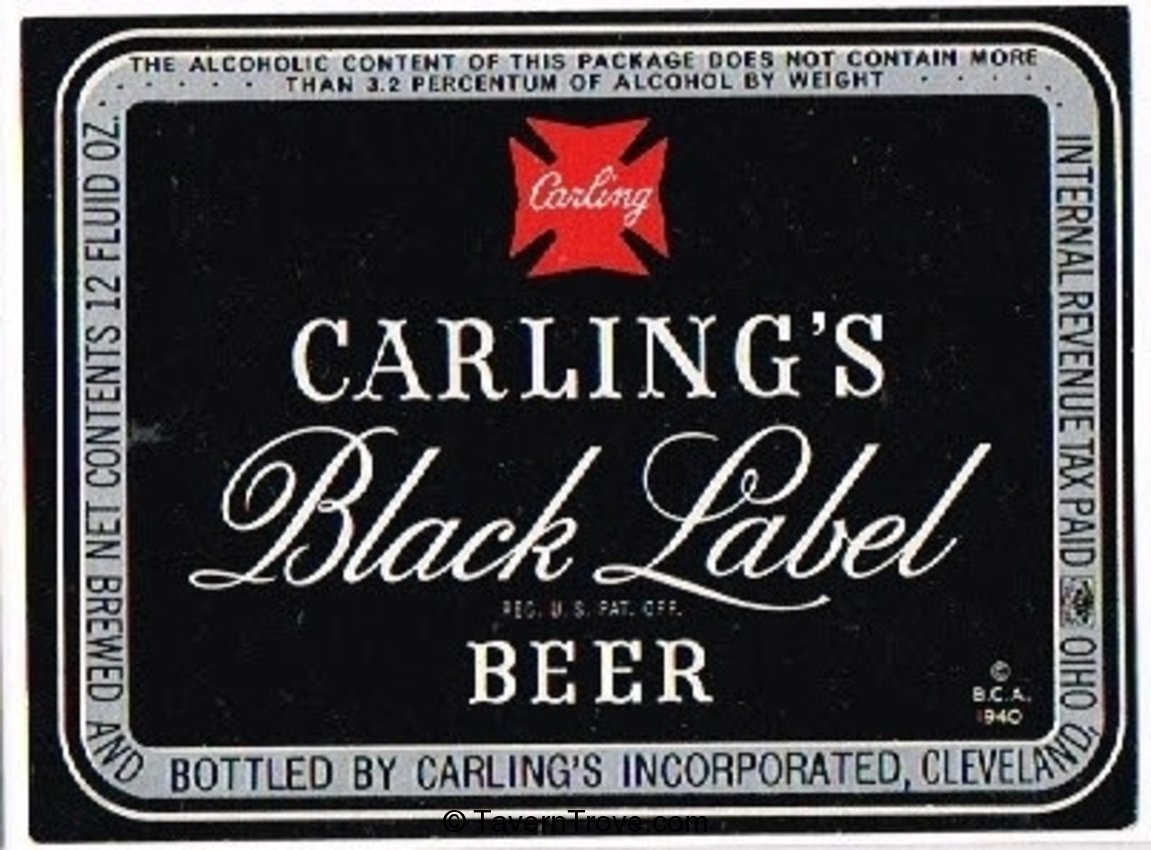 THE ALCOHOLIC CONTENT OF THIS PACKAGE DOES NOT CONTAIN MORE
THAN 3.2 PERCENTUM OF ALCOHOL BY WEIGHT
Carling
CARLING'S
Black Label
REG. U.S. PAT. OFF.
BEER
© B.C.A.
1940
NET CONTENTS 12 FLUID OZ.
BREWED AND BOTTLED BY CARLING'S INCORPORATED, CLEVELAND, OHIO
INTERNAL REVENUE TAX PAID
© TavernTrove.com